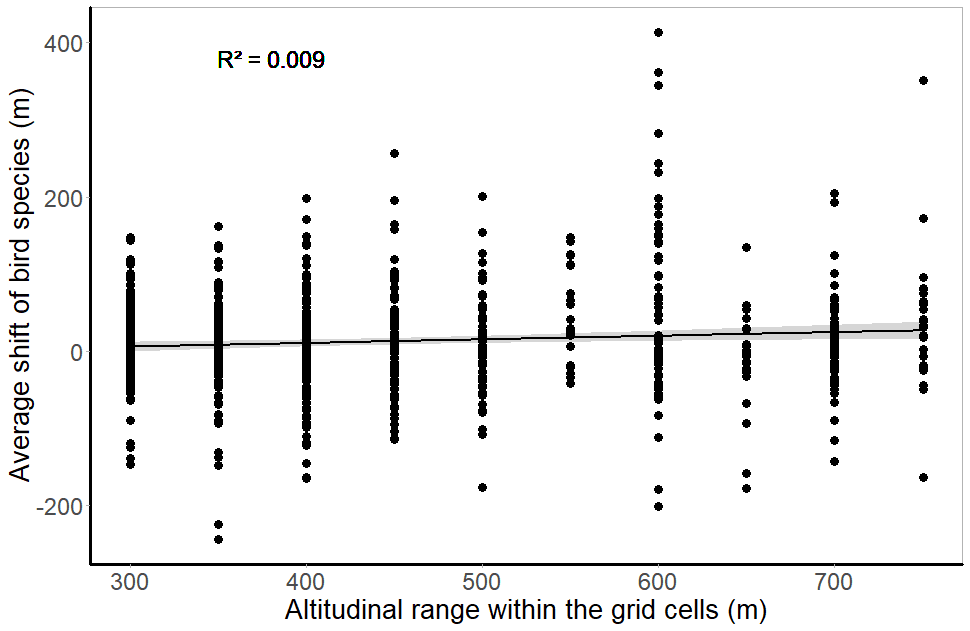 R² = 0.009
Average shift of bird species (m)
400
200
0
-200
300 400 500 600 700
Altitudinal range within the grid cells (m)